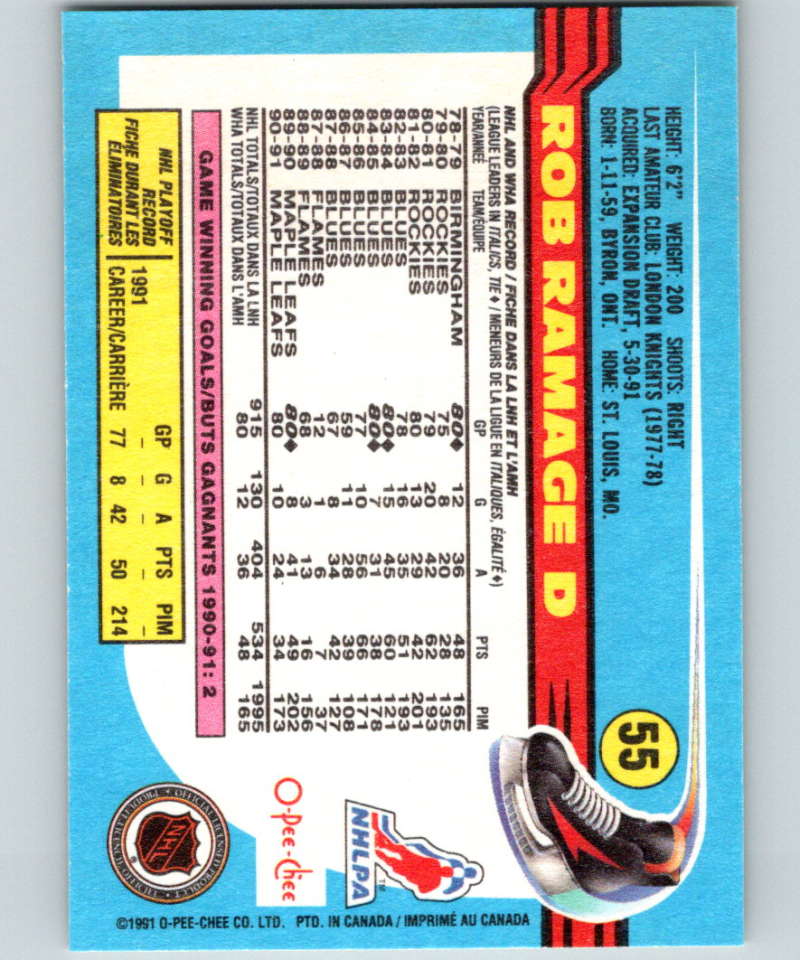 HEIGHT: 6'2" WEIGHT: 200 SHOOTS: RIGHT
LAST AMATEUR CLUB: LONDON KNIGHTS (1977-78)
ACQUIRED: EXPANSION DRAFT, 5-30-91
BORN: 1-11-59, BYRON, ONT. HOME: ST. LOUIS, MO.
55
ROB RAMAGE D
NHL AND WHA RECORD / FICHE DANS LA LNH ET L'AMH
(LEAGUE LEADERS IN ITALICS, TIE ♦ / MENEURS DE LA LIGUE EN ITALIQUES, ÉGALITÉ ♦)
YEAR/ANNÉE TEAM/ÉQUIPE GP G A PTS PIM
78-79 BIRMINGHAM 80♦ 12 36 48 165
79-80 ROCKIES 75 8 20 28 135
80-81 ROCKIES 79 20 42 62 193
81-82 ROCKIES 80 13 29 42 201
82-83 BLUES 78 16 35 51 193
83-84 BLUES 80♦ 15 45 60 121
84-85 BLUES 80♦ 7 31 38 178
85-86 BLUES 77 10 56 66 171
86-87 BLUES 59 11 28 39 108
87-88 BLUES 67 8 34 42 127
87-88 FLAMES 12 1 6 7 37
88-89 FLAMES 68 3 13 16 156
89-90 MAPLE LEAFS 80♦ 8 41 49 202
90-91 MAPLE LEAFS 80 10 24 34 173
NHL TOTALS/TOTAUX DANS LA LNH 915 130 404 534 1995
WHA TOTALS/TOTAUX DANS L'AMH 80 12 36 48 165
GAME WINNING GOALS/BUTS GAGNANTS 1990-91: 2
NHL PLAYOFF
RECORD
FICHE DURANT LES
ÉLIMINATOIRES
GP G A PTS PIM
1991 – – – – –
CAREER/CARRIÈRE 77 8 42 50 214
NHLPA
TM
O-Pee-Chee
OFFICIAL LICENSED PRODUCT • PRODUIT LICENCIÉ OFFICIEL
NHL
®
©1991 O-PEE-CHEE CO. LTD. PTD. IN CANADA / IMPRIMÉ AU CANADA